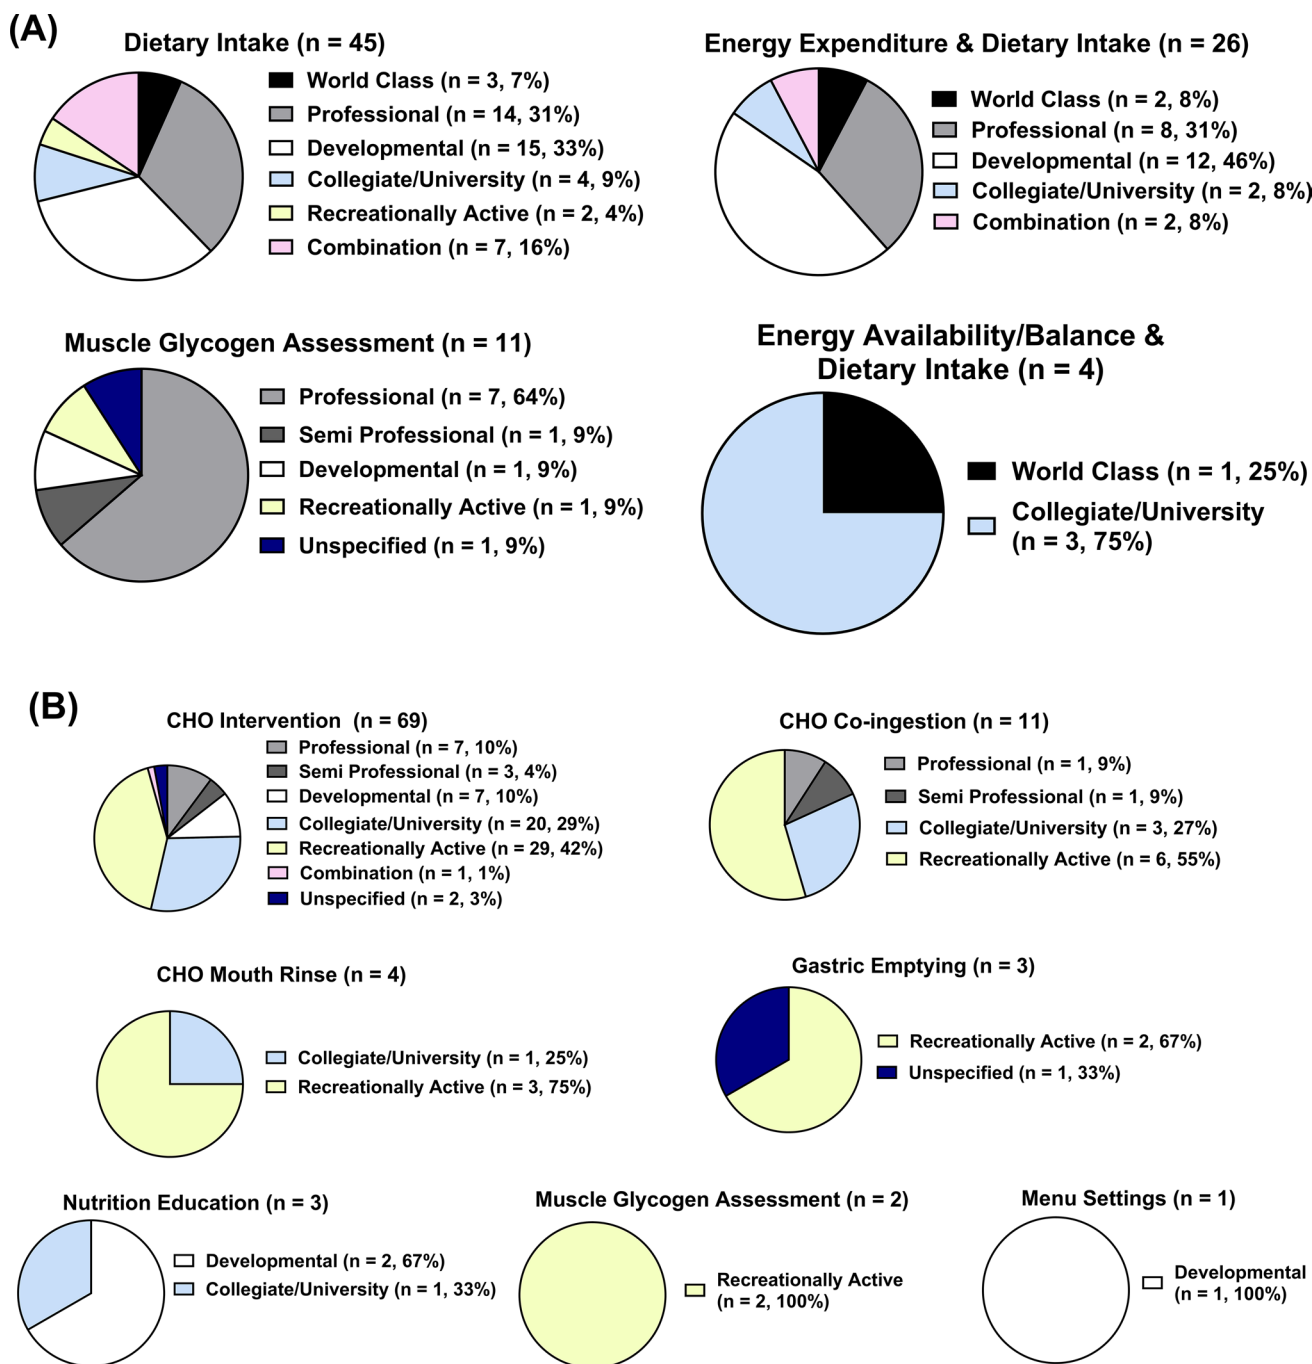 (A)
Dietary Intake (n = 45)
World Class (n = 3, 7%)
Professional (n = 14, 31%)
Developmental (n = 15, 33%)
Collegiate/University (n = 4, 9%)
Recreationally Active (n = 2, 4%)
Combination (n = 7, 16%)
Energy Expenditure & Dietary Intake (n = 26)
World Class (n = 2, 8%)
Professional (n = 8, 31%)
Developmental (n = 12, 46%)
Collegiate/University (n = 2, 8%)
Combination (n = 2, 8%)
Muscle Glycogen Assessment (n = 11)
Professional (n = 7, 64%)
Semi Professional (n = 1, 9%)
Developmental (n = 1, 9%)
Recreationally Active (n = 1, 9%)
Unspecified (n = 1, 9%)
Energy Availability/Balance &
Dietary Intake (n = 4)
World Class (n = 1, 25%)
Collegiate/University
(n = 3, 75%)
(B)
CHO Intervention (n = 69)
Professional (n = 7, 10%)
Semi Professional (n = 3, 4%)
Developmental (n = 7, 10%)
Collegiate/University (n = 20, 29%)
Recreationally Active (n = 29, 42%)
Combination (n = 1, 1%)
Unspecified (n = 2, 3%)
CHO Co-ingestion (n = 11)
Professional (n = 1, 9%)
Semi Professional (n = 1, 9%)
Collegiate/University (n = 3, 27%)
Recreationally Active (n = 6, 55%)
CHO Mouth Rinse (n = 4)
Collegiate/University (n = 1, 25%)
Recreationally Active (n = 3, 75%)
Gastric Emptying (n = 3)
Recreationally Active (n = 2, 67%)
Unspecified (n = 1, 33%)
Nutrition Education (n = 3)
Developmental (n = 2, 67%)
Collegiate/University (n = 1, 33%)
Muscle Glycogen Assessment (n = 2)
Recreationally Active
(n = 2, 100%)
Menu Settings (n = 1)
Developmental
(n = 1, 100%)